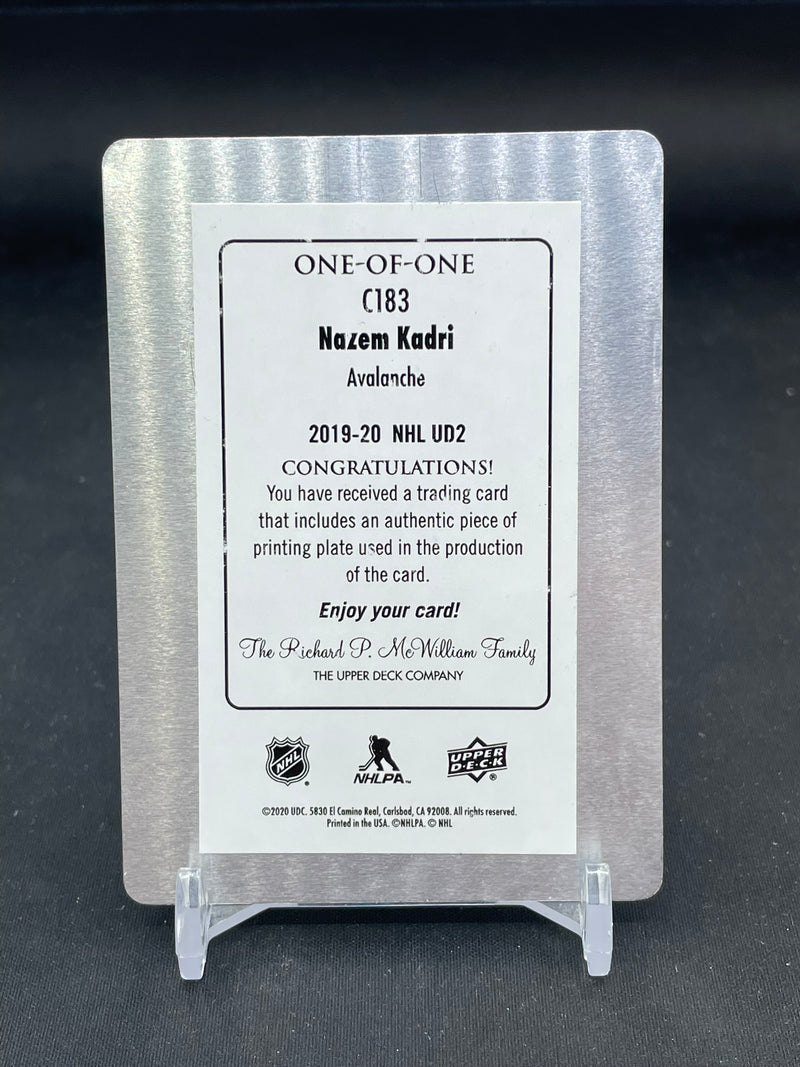 ONE-OF-ONE
C183
Nazem Kadri
Avalanche
2019-20 NHL UD2
CONGRATULATIONS!
You have received a trading card
that includes an authentic piece of
printing plate used in the production
of the card.
Enjoy your card!
The Richard P. McWilliam Family
THE UPPER DECK COMPANY
NHL ®
NHLPA™
UPPER DECK ®
©2020 UDC. 5830 El Camino Real, Carlsbad, CA 92008. All rights reserved.
Printed in the USA. ©NHLPA. © NHL